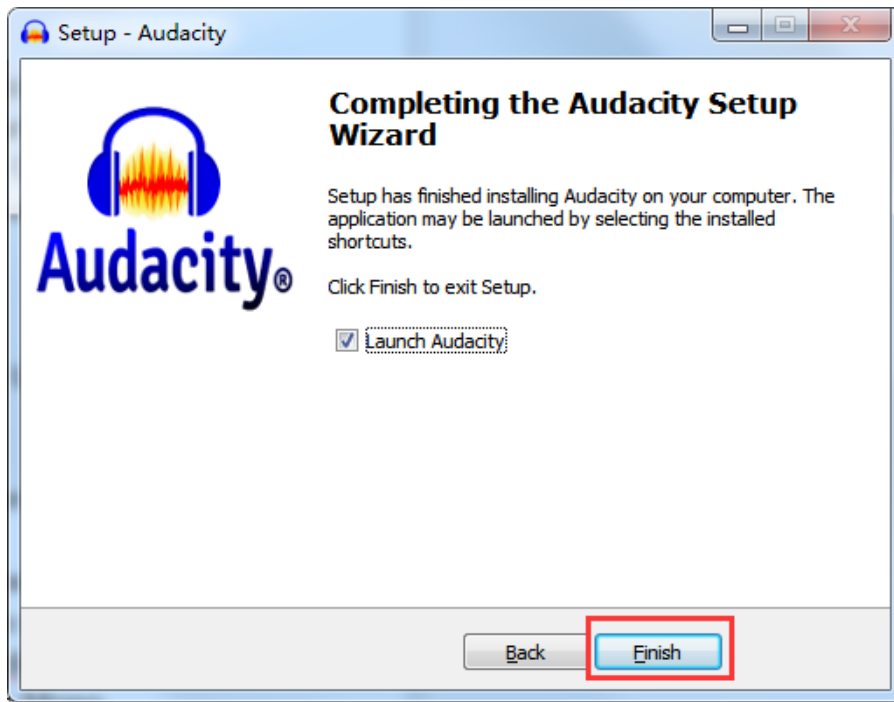 Setup - Audacity
Completing the Audacity Setup
Wizard
Setup has finished installing Audacity on your computer. The
application may be launched by selecting the installed
shortcuts.
Audacity®
Click Finish to exit Setup.
Launch Audacity
Back
Finish